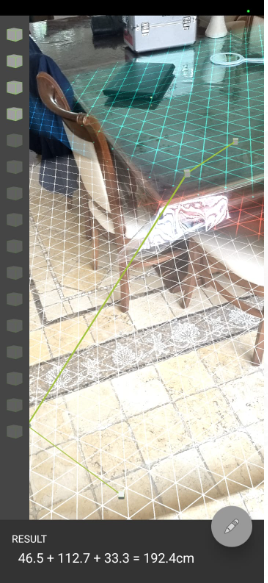 RESULT
46.5 + 112.7 + 33.3 = 192.4cm